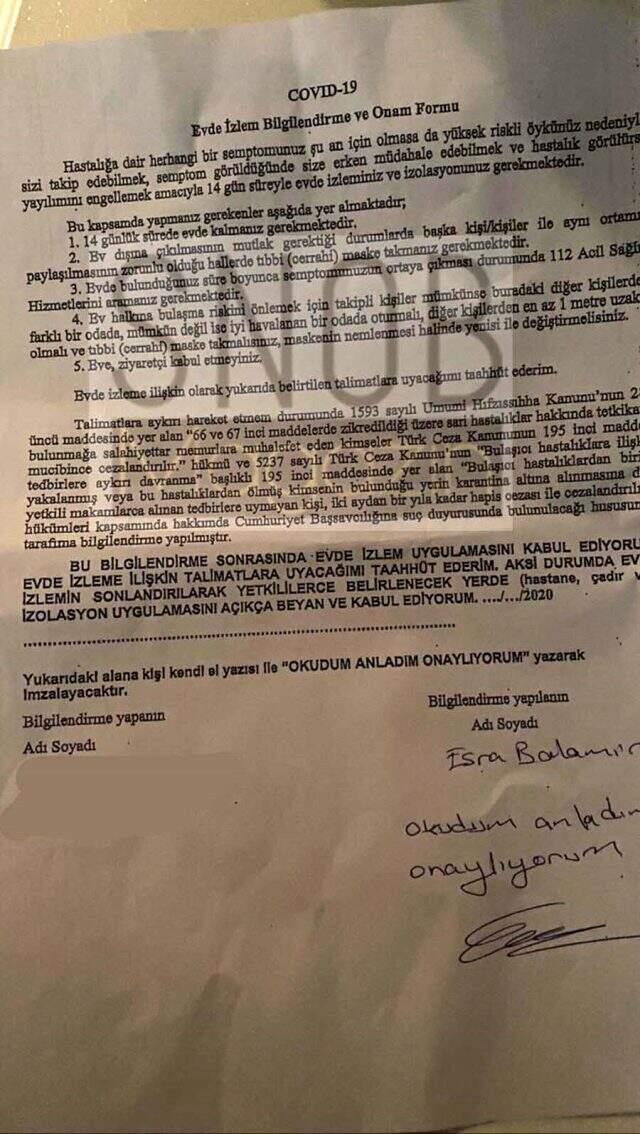 COVID-19
Evde İzlem Bilgilendirme ve Onam Formu
Hastalığa dair herhangi bir semptomunuz şu an için olmasa da yüksek riskli öykünüz nedeniyl
sizi takip edebilmek, semptom görüldüğünde size erken müdahale edebilmek ve hastalık görülürs
yayılımını engellemek amacıyla 14 gün süreyle evde izleminiz ve izolasyonunuz gerekmektedir.
Bu kapsamda yapmanız gerekenler aşağıda yer almaktadır;
1. 14 günlük sürede evde kalmanız gerekmektedir.
2. Ev dışına çıkılmasının mutlak gerektiği durumlarda başka kişi/kişiler ile aynı ortamı
paylaşılmasının zorunlu olduğu hallerde tıbbi (cerrahi) maske takmanız gerekmektedir.
3. Evde bulunduğunuz süre boyunca semptomunuzun ortaya çıkması durumunda 112 Acil Sağlı
Hizmetlerini aramanız gerekmektedir.
4. Ev halkına bulaşma riskini önlemek için takipli kişiler mümkünse buradaki diğer kişilerde
farklı bir odada, mümkün değil ise iyi havalanan bir odada oturmalı, diğer kişilerden en az 1 metre uzak
olmalı ve tıbbi (cerrahi) maske takmalısınız, maskenin nemlenmesi halinde yenisi ile değiştirmelisiniz.
5. Eve, ziyaretçi kabul etmeyiniz.
Evde izleme ilişkin olarak yukarıda belirtilen talimatlara uyacağımı taahhüt ederim.
Talimatlara aykırı hareket etmem durumunda 1593 sayılı Umumi Hıfzıssıhha Kanunu'nun 28
üncü maddesinde yer alan "66 ve 67 inci maddelerde zikredildiği üzere sari hastalıklar hakkında tetkika
bulunmağa salahiyettar memurlara muhalefet eden kimseler Türk Ceza Kanununun 195 inci madde
mucibince cezalandırılır." hükmü ve 5237 sayılı Türk Ceza Kanunu'nun "Bulaşıcı hastalıklara ilişki
tedbirlere aykırı davranma" başlıklı 195 inci maddesinde yer alan "Bulaşıcı hastalıklardan biri
yakalanmış veya bu hastalıklardan ölmüş kimsenin bulunduğu yerin karantina altına alınmasına d
yetkili makamlarca alınan tedbirlere uymayan kişi, iki aydan bir yıla kadar hapis cezası ile cezalandırılı
hükümleri kapsamında hakkımda Cumhuriyet Başsavcılığına suç duyurusunda bulunulacağı hususun
tarafıma bilgilendirme yapılmıştır.
BU BİLGİLENDİRME SONRASINDA EVDE İZLEM UYGULAMASINI KABUL EDİYORU
EVDE İZLEME İLİŞKİN TALİMATLARA UYACAĞIMI TAAHHÜT EDERİM. AKSİ DURUMDA EV
İZLEMİN SONLANDIRILARAK YETKİLİLERCE BELİRLENECEK YERDE (hastane, çadır v
İZOLASYON UYGULAMASINI AÇIKÇA BEYAN VE KABUL EDİYORUM. ..../..../2020
Yukarıdaki alana kişi kendi el yazısı ile "OKUDUM ANLADIM ONAYLIYORUM" yazarak
imzalayacaktır.
Bilgilendirme yapanın Bilgilendirme yapılanın
Adı Soyadı Adı Soyadı
Esra Balamir
okudum anladım
onaylıyorum
SNOB